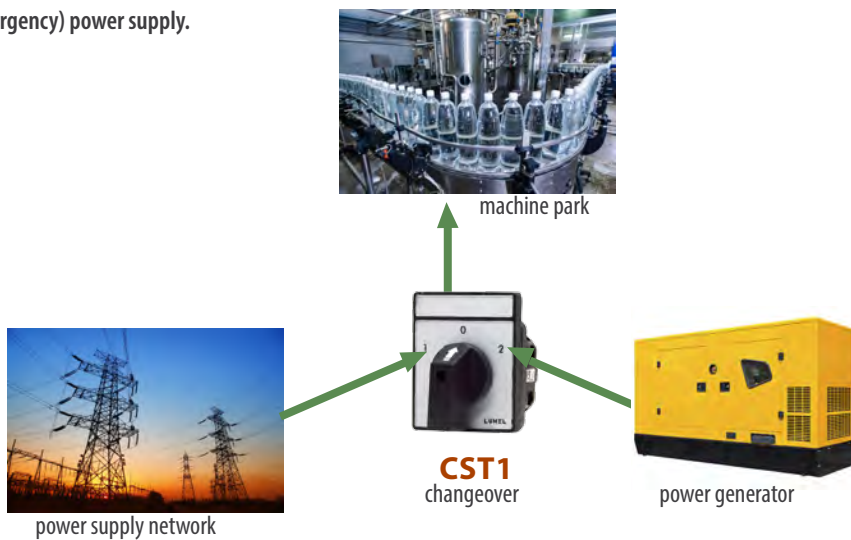 rgency) power supply.
machine park
0
1
2
LUMEL
CST1
changeover
power generator
power supply network